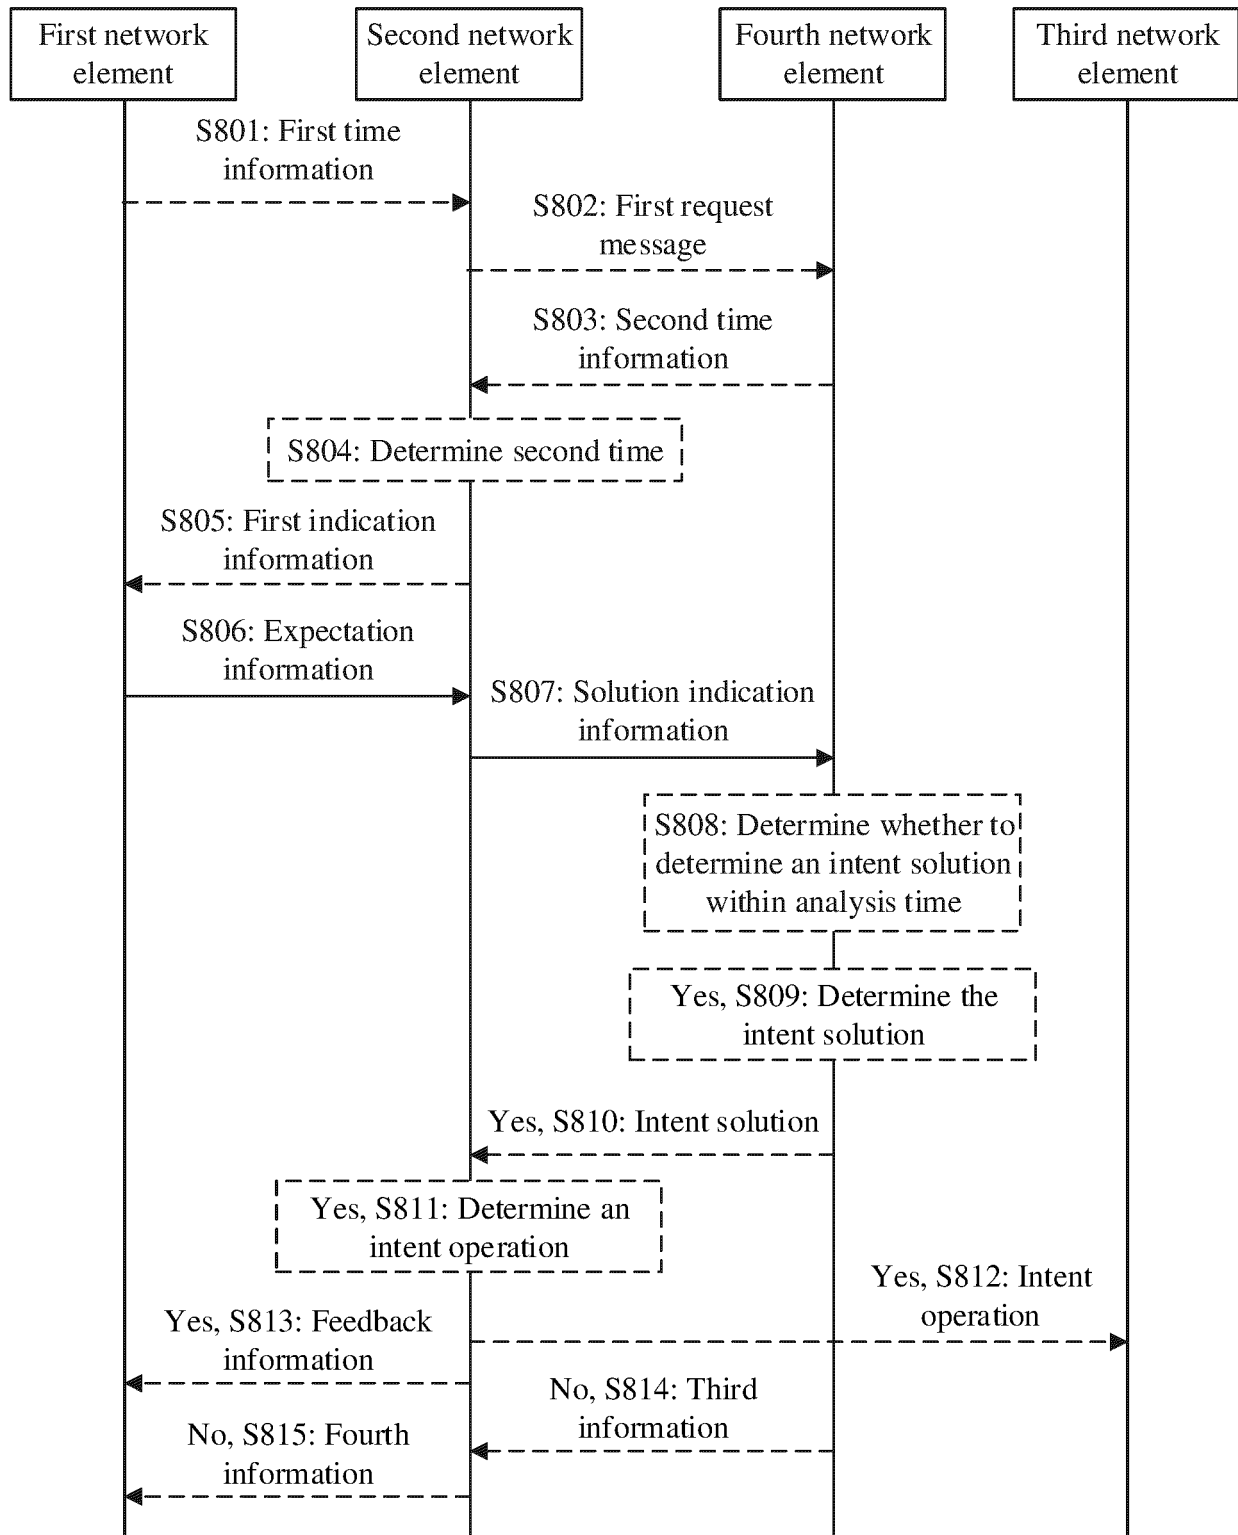 First network
element
Second network
element
Fourth network
element
Third network
element
S801: First time
information
S802: First request
message
S803: Second time
information
S804: Determine second time
S805: First indication
information
S806: Expectation
information
S807: Solution indication
information
S808: Determine whether to
determine an intent solution
within analysis time
Yes, S809: Determine the
intent solution
Yes, S810: Intent solution
Yes, S811: Determine an
intent operation
Yes, S812: Intent
operation
Yes, S813: Feedback
information
No, S814: Third
information
No, S815: Fourth
information